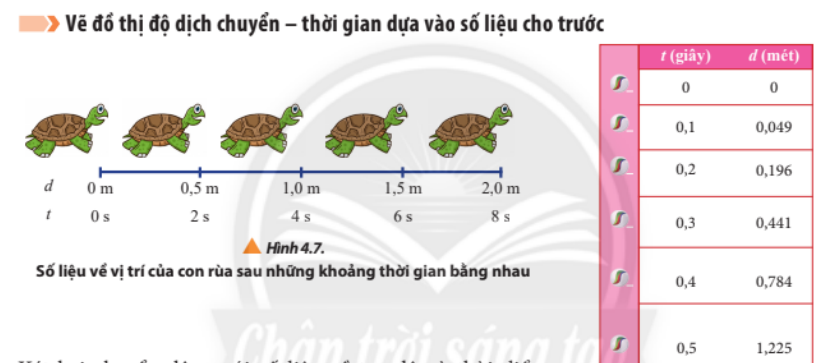 Vẽ đồ thị độ dịch chuyển – thời gian dựa vào số liệu cho trước
d 0 m 0,5 m 1,0 m 1,5 m 2,0 m
t 0 s 2 s 4 s 6 s 8 s
Hình 4.7.
Số liệu về vị trí của con rùa sau những khoảng thời gian bằng nhau
t (giây) d (mét)
0 0
0,1 0,049
0,2 0,196
0,3 0,441
0,4 0,784
0,5 1,225
Chân trời sáng tạo